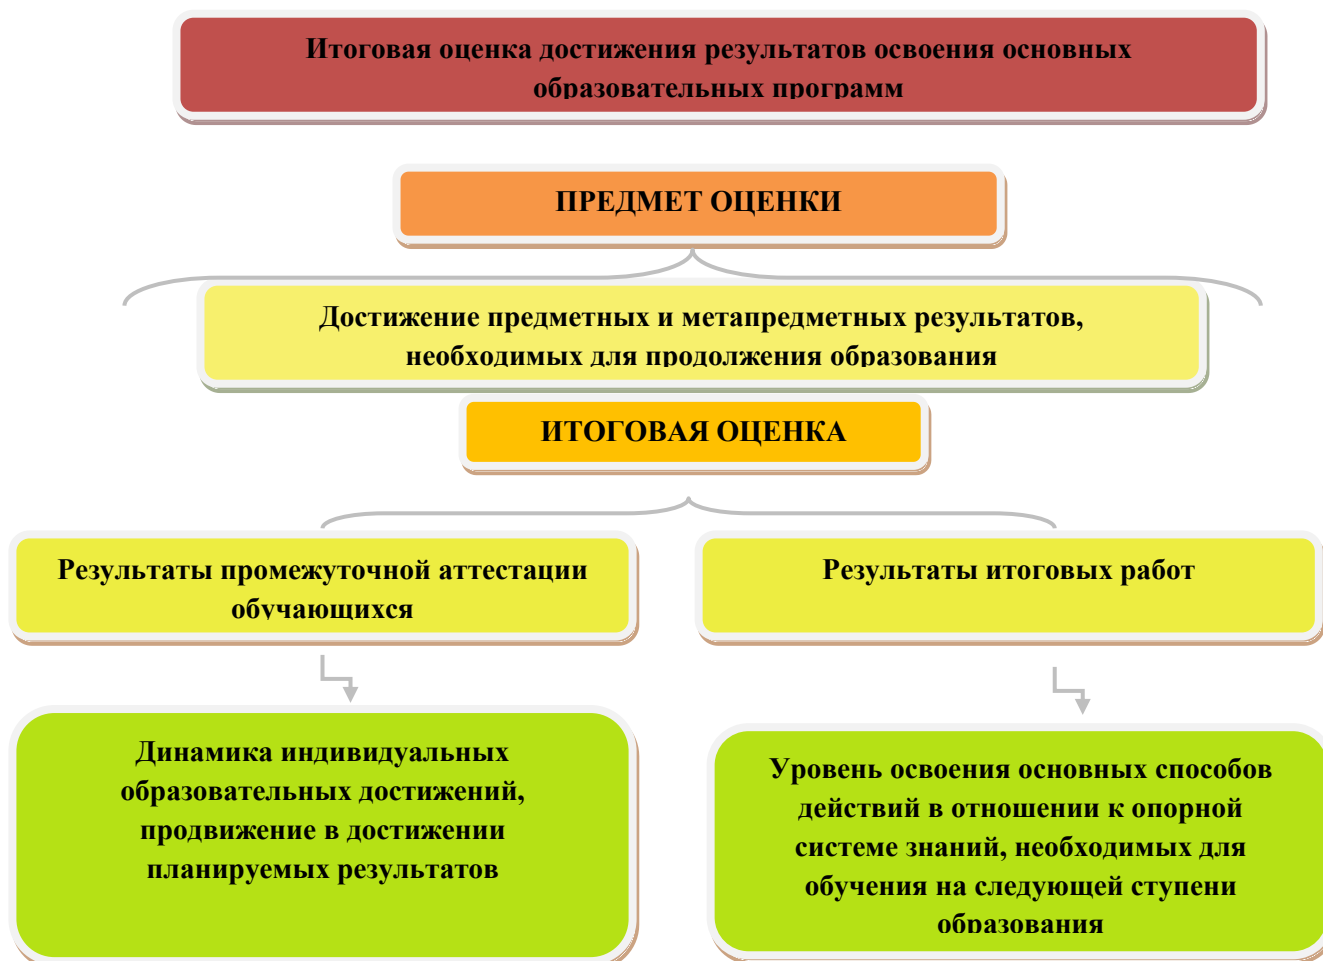 Итоговая оценка достижения результатов освоения основных
образовательных программ
ПРЕДМЕТ ОЦЕНКИ
Достижение предметных и метапредметных результатов,
необходимых для продолжения образования
ИТОГОВАЯ ОЦЕНКА
Результаты промежуточной аттестации
обучающихся
Результаты итоговых работ
Динамика индивидуальных
образовательных достижений,
продвижение в достижении
планируемых результатов
Уровень освоения основных способов
действий в отношении к опорной
системе знаний, необходимых для
обучения на следующей ступени
образования